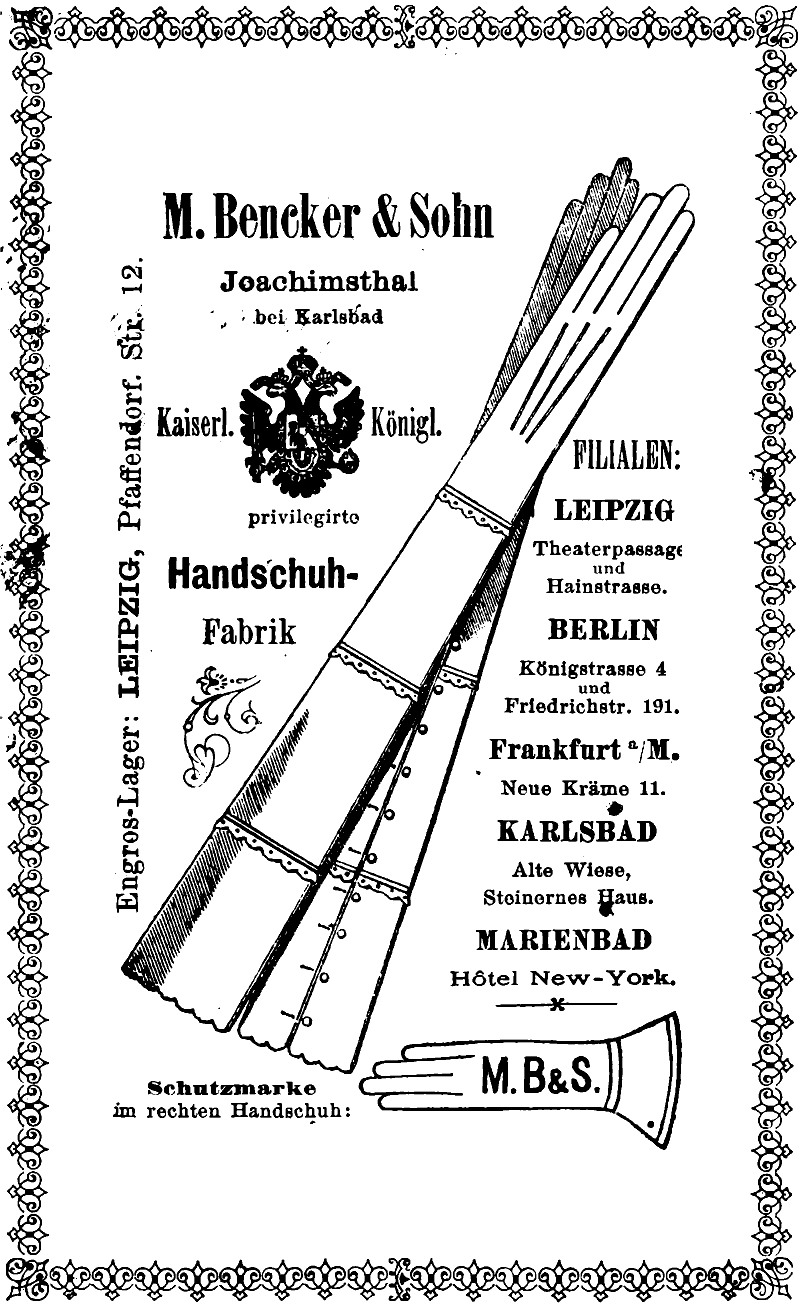 M. Bencker & Sohn
Joachimsthal
bei Karlsbad
Kaiserl. Königl.
privilegirte
Handschuh-
Fabrik
Engros-Lager: LEIPZIG, Pfaffendorf. Str. 12.
FILIALEN:
LEIPZIG
Theaterpassage
und
Hainstrasse.
BERLIN
Königstrasse 4
und
Friedrichstr. 191.
Frankfurt a/M.
Neue Kräme 11.
KARLSBAD
Alte Wiese,
Steinernes Haus.
MARIENBAD
Hôtel New-York.
M. B & S.
Schutzmarke
im rechten Handschuh: